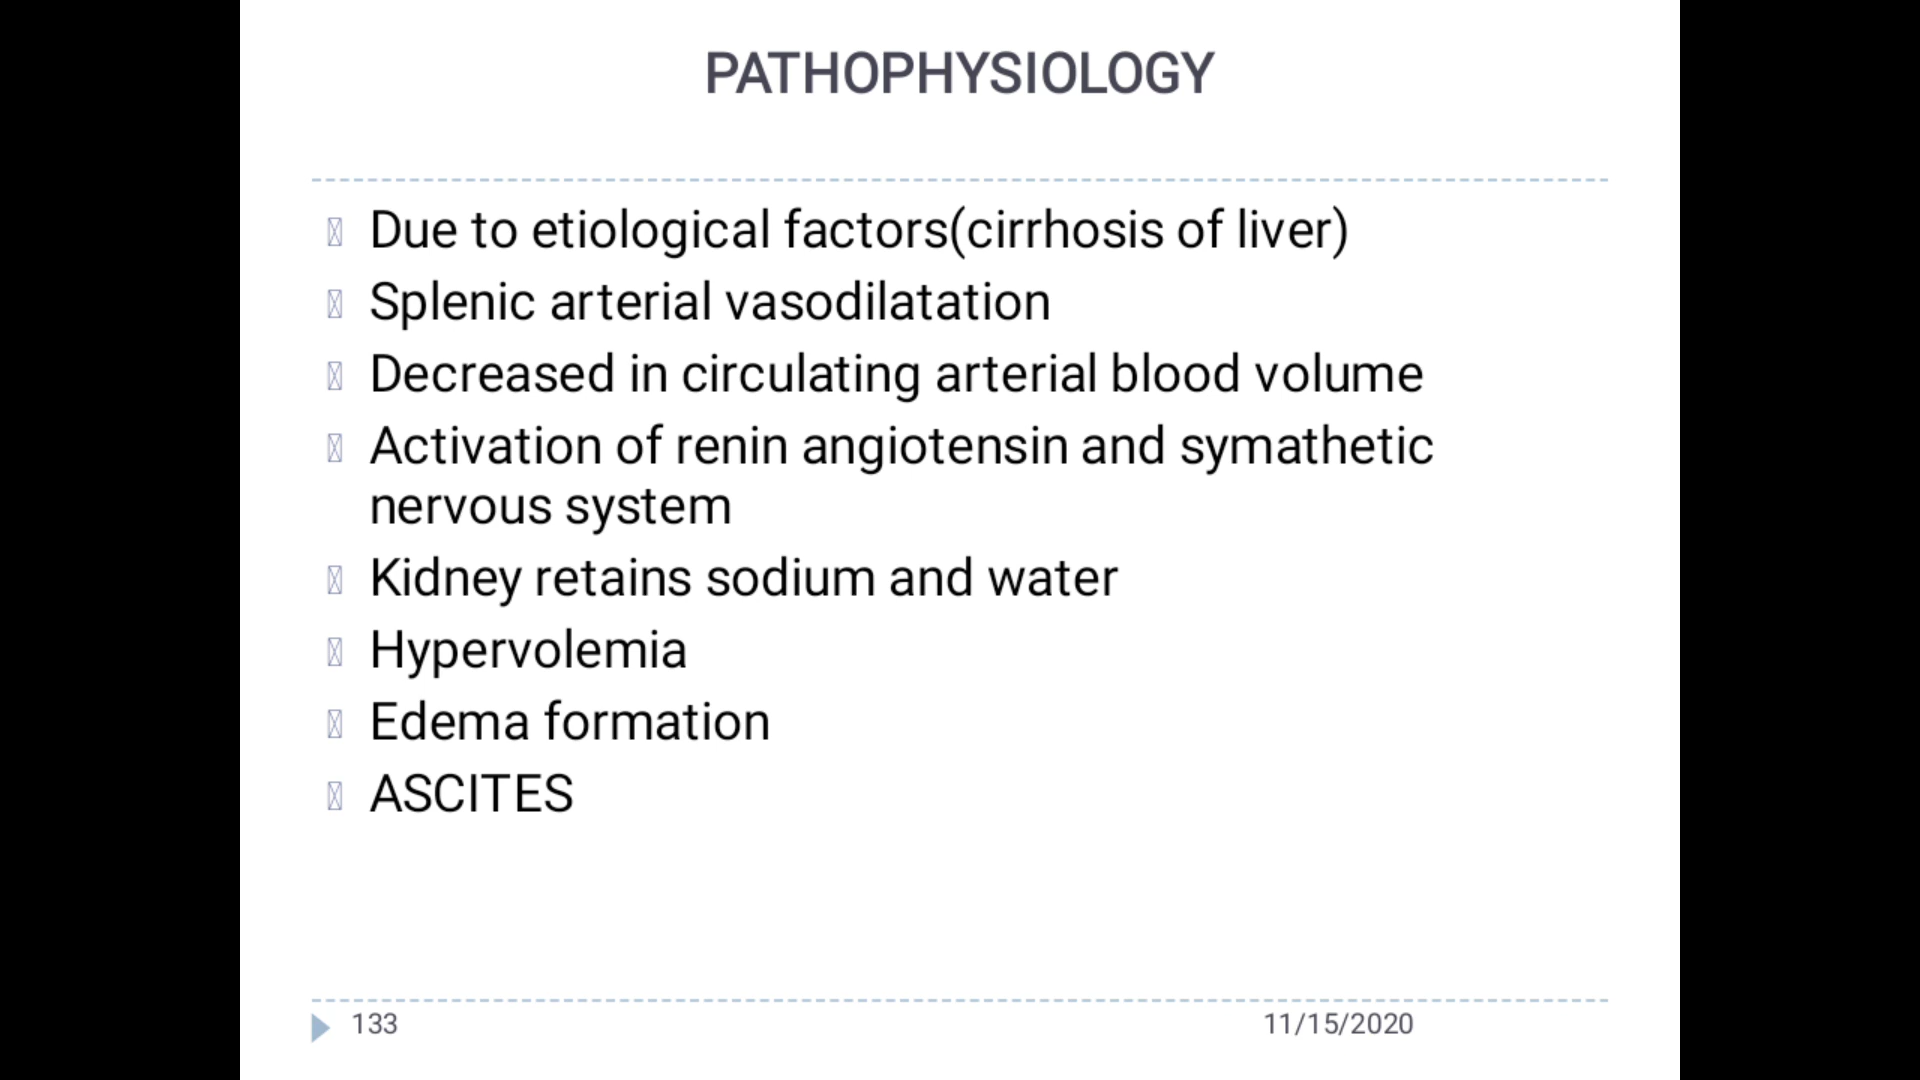 PATHOPHYSIOLOGY
Due to etiological factors(cirrhosis of liver)
Splenic arterial vasodilatation
Decreased in circulating arterial blood volume
Activation of renin angiotensin and symathetic
nervous system
Kidney retains sodium and water
Hypervolemia
Edema formation
ASCITES
133
11/15/2020